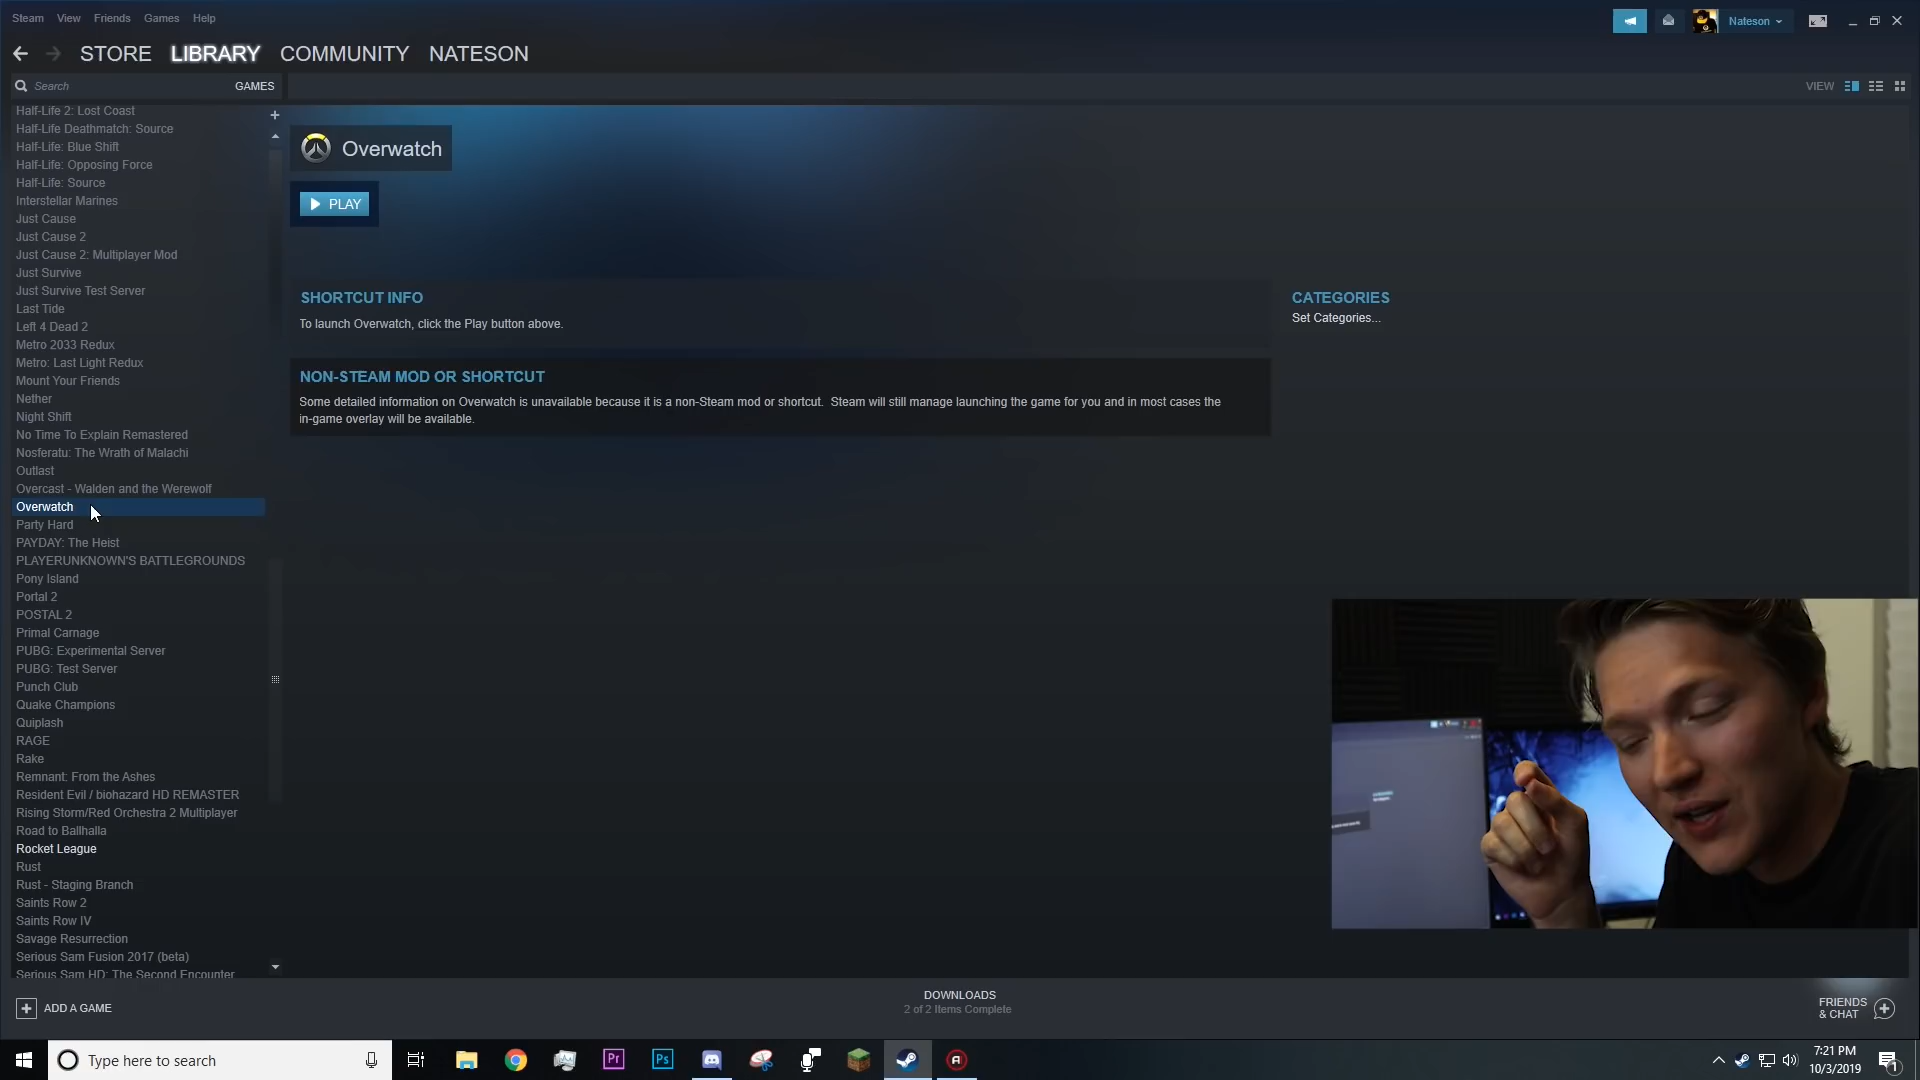 Steam View Friends Games Help
Nateson
STORE LIBRARY COMMUNITY NATESON
Search GAMES
VIEW
Half-Life 2: Lost Coast
Half-Life Deathmatch: Source
Half-Life: Blue Shift
Half-Life: Opposing Force
Half-Life: Source
Interstellar Marines
Just Cause
Just Cause 2
Just Cause 2: Multiplayer Mod
Just Survive
Just Survive Test Server
Last Tide
Left 4 Dead 2
Metro 2033 Redux
Metro: Last Light Redux
Mount Your Friends
Nether
Night Shift
No Time To Explain Remastered
Nosferatu: The Wrath of Malachi
Outlast
Overcast - Walden and the Werewolf
Overwatch
Party Hard
PAYDAY: The Heist
PLAYERUNKNOWN'S BATTLEGROUNDS
Pony Island
Portal 2
POSTAL 2
Primal Carnage
PUBG: Experimental Server
PUBG: Test Server
Punch Club
Quake Champions
Quiplash
RAGE
Rake
Remnant: From the Ashes
Resident Evil / biohazard HD REMASTER
Rising Storm/Red Orchestra 2 Multiplayer
Road to Ballhalla
Rocket League
Rust
Rust - Staging Branch
Saints Row 2
Saints Row IV
Savage Resurrection
Serious Sam Fusion 2017 (beta)
Serious Sam HD: The Second Encounter
Overwatch
PLAY
SHORTCUT INFO
To launch Overwatch, click the Play button above.
NON-STEAM MOD OR SHORTCUT
Some detailed information on Overwatch is unavailable because it is a non-Steam mod or shortcut. Steam will still manage launching the game for you and in most cases the
in-game overlay will be available.
CATEGORIES
Set Categories...
ADD A GAME
DOWNLOADS
2 of 2 Items Complete
FRIENDS
& CHAT
Type here to search
Pr
Ps
7:21 PM
10/3/2019
1